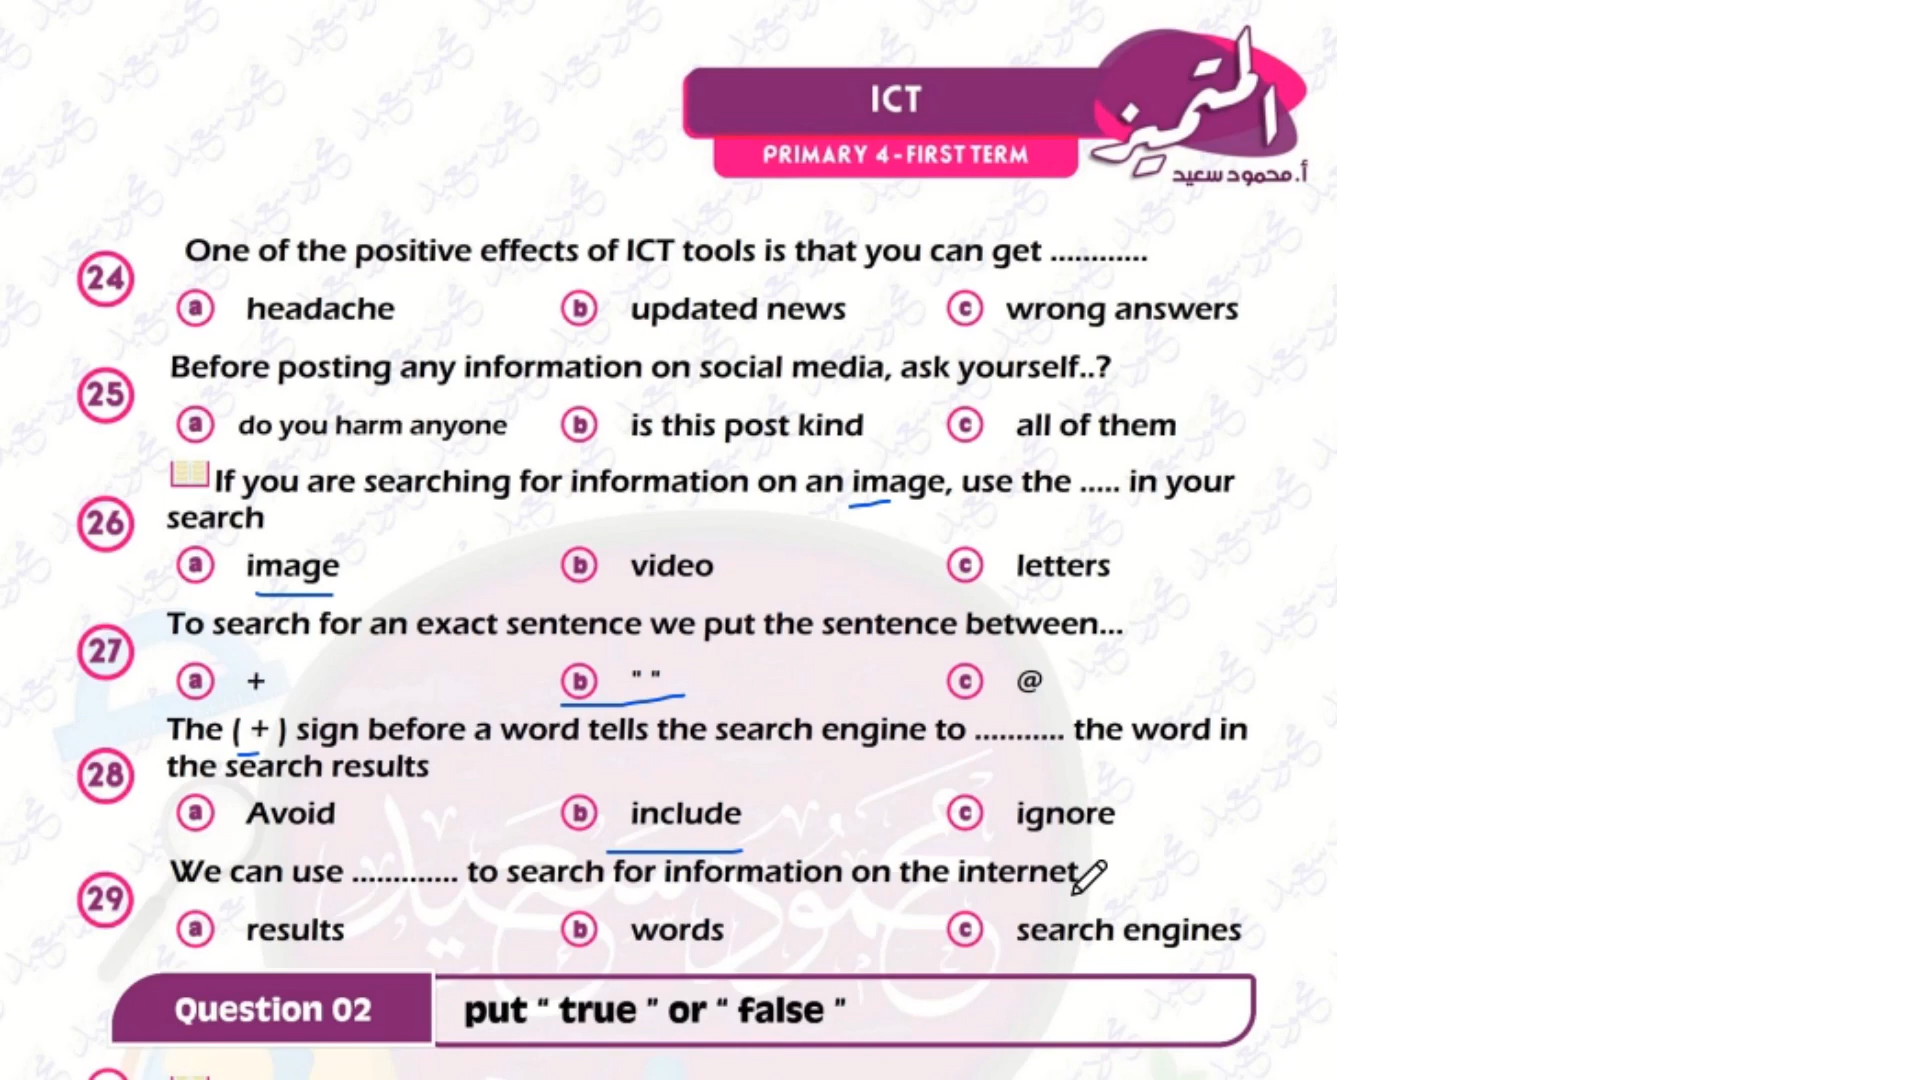 ICT
PRIMARY 4 - FIRST TERM
المتميز
أ. محمود سعيد
24 One of the positive effects of ICT tools is that you can get ............
a headache b updated news c wrong answers
25 Before posting any information on social media, ask yourself..?
a do you harm anyone b is this post kind c all of them
26 If you are searching for information on an image, use the ..... in your
search
a image b video c letters
27 To search for an exact sentence we put the sentence between...
a + b " " c @
28 The ( + ) sign before a word tells the search engine to ........... the word in
the search results
a Avoid b include c ignore
29 We can use ............. to search for information on the internet
a results b words c search engines
Question 02 put “ true ” or “ false ”
محمود سعيد